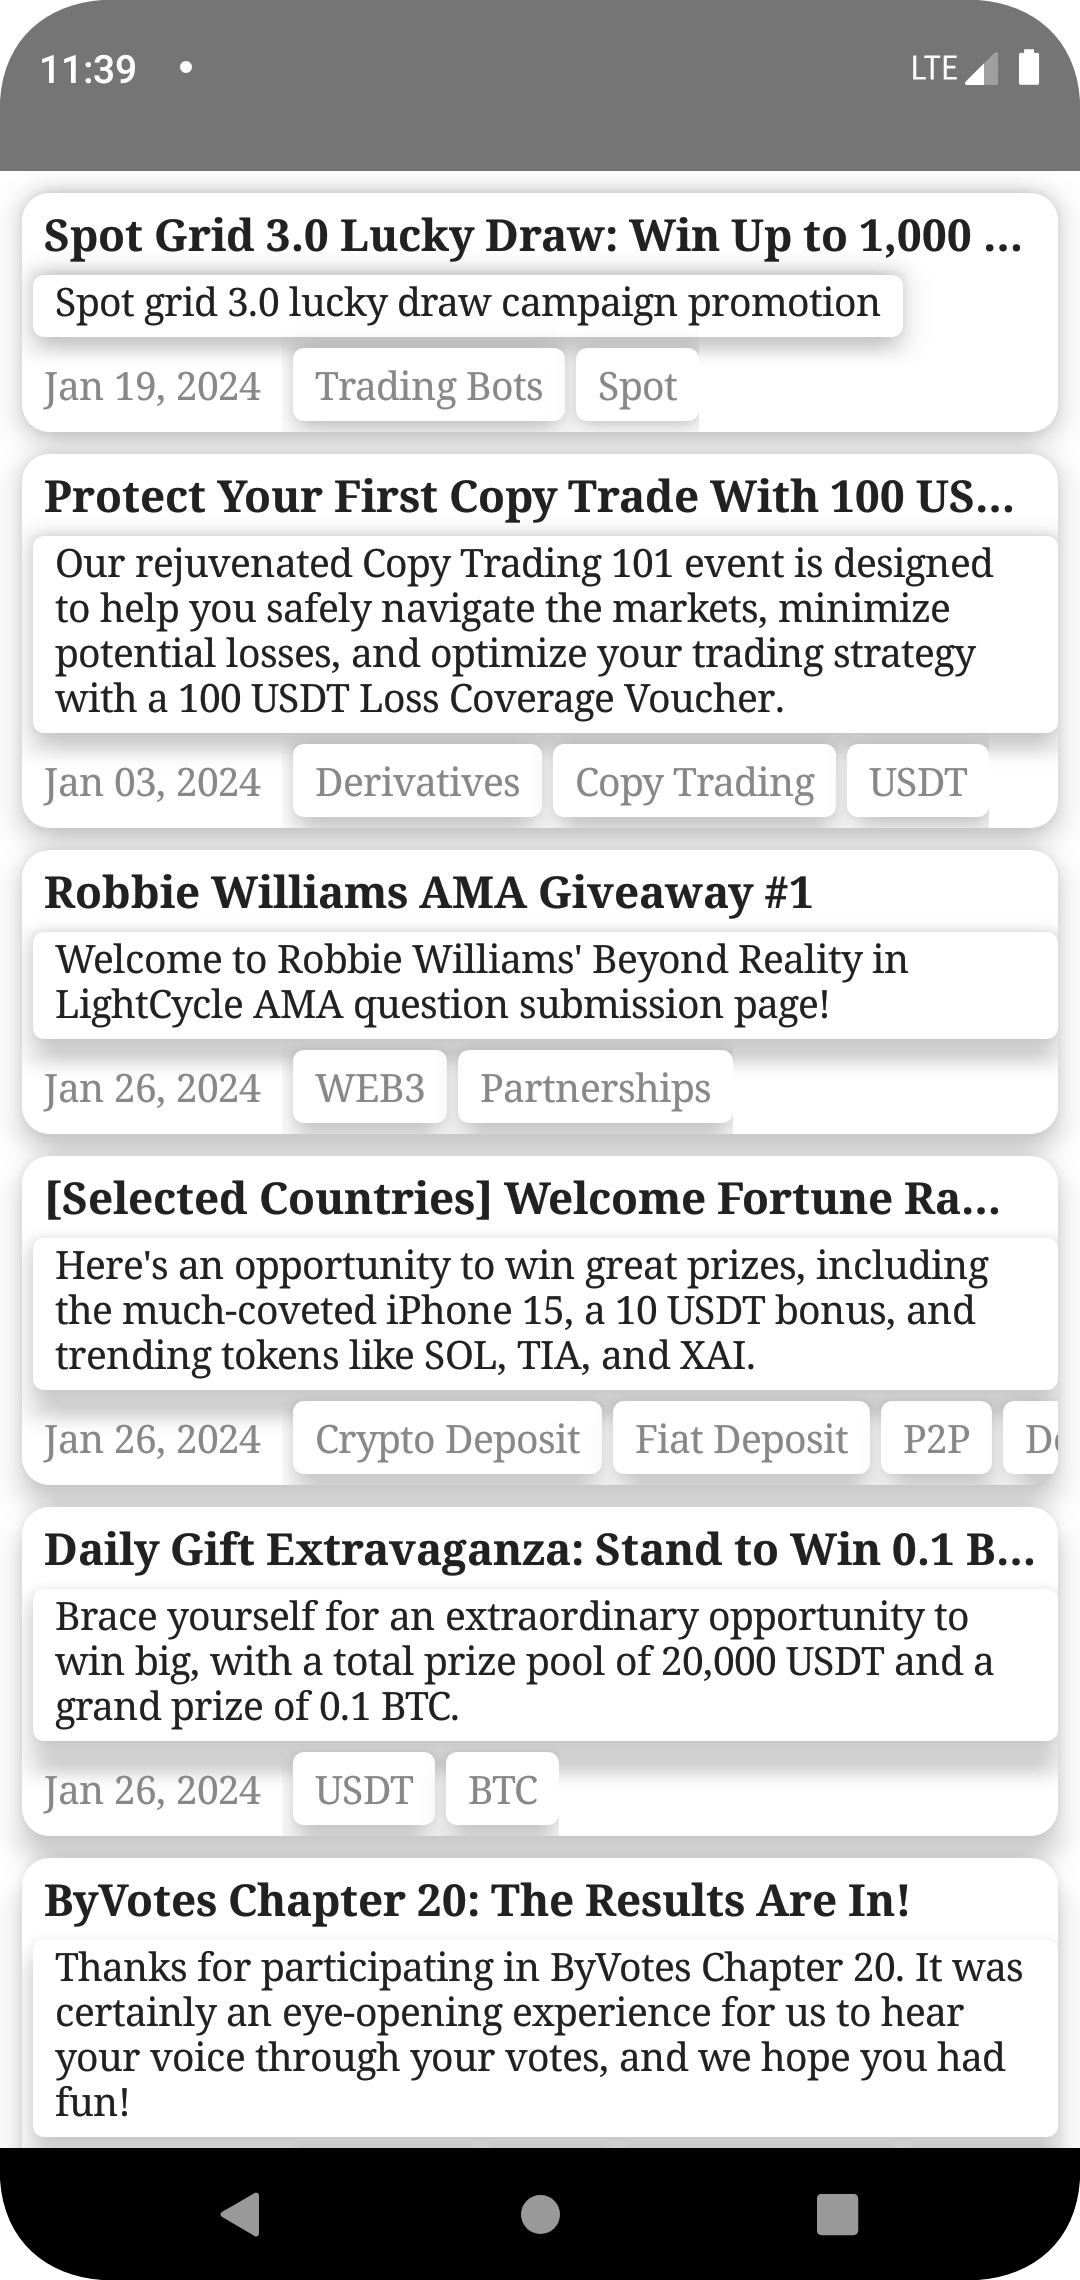 11:39
LTE
Spot Grid 3.0 Lucky Draw: Win Up to 1,000 ...
Spot grid 3.0 lucky draw campaign promotion
Jan 19, 2024 Trading Bots Spot
Protect Your First Copy Trade With 100 US...
Our rejuvenated Copy Trading 101 event is designed
to help you safely navigate the markets, minimize
potential losses, and optimize your trading strategy
with a 100 USDT Loss Coverage Voucher.
Jan 03, 2024 Derivatives Copy Trading USDT
Robbie Williams AMA Giveaway #1
Welcome to Robbie Williams' Beyond Reality in
LightCycle AMA question submission page!
Jan 26, 2024 WEB3 Partnerships
[Selected Countries] Welcome Fortune Ra...
Here's an opportunity to win great prizes, including
the much-coveted iPhone 15, a 10 USDT bonus, and
trending tokens like SOL, TIA, and XAI.
Jan 26, 2024 Crypto Deposit Fiat Deposit P2P
Daily Gift Extravaganza: Stand to Win 0.1 B...
Brace yourself for an extraordinary opportunity to
win big, with a total prize pool of 20,000 USDT and a
grand prize of 0.1 BTC.
Jan 26, 2024 USDT BTC
ByVotes Chapter 20: The Results Are In!
Thanks for participating in ByVotes Chapter 20. It was
certainly an eye-opening experience for us to hear
your voice through your votes, and we hope you had
fun!